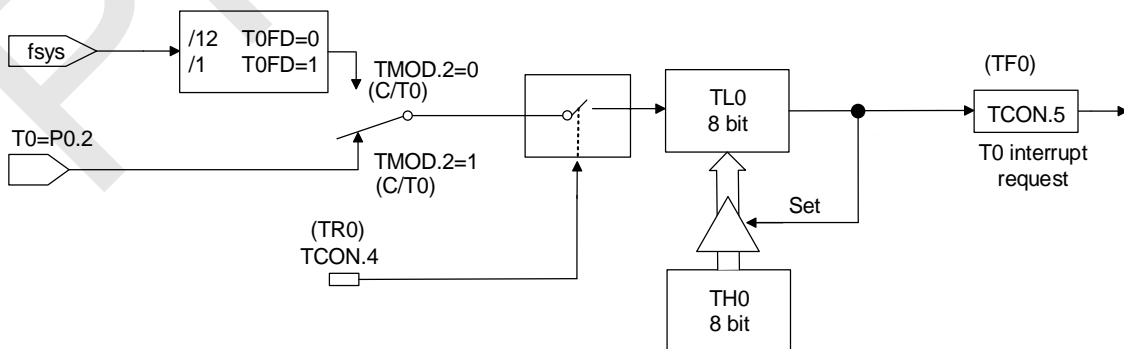 fsys
/12 T0FD=0
/1 T0FD=1
TMOD.2=0
(C/T0)
T0=P0.2
TMOD.2=1
(C/T0)
(TR0)
TCON.4
TL0
8 bit
Set
TH0
8 bit
(TF0)
TCON.5
T0 interrupt
request